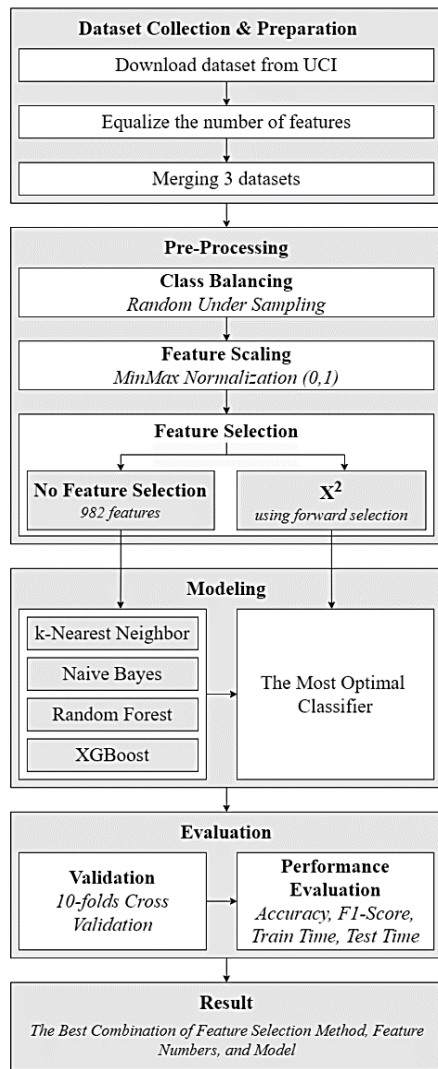 Dataset Collection & Preparation
Download dataset from UCI
Equalize the number of features
Merging 3 datasets
Pre-Processing
Class Balancing
Random Under Sampling
Feature Scaling
MinMax Normalization (0,1)
Feature Selection
No Feature Selection
982 features
X²
using forward selection
Modeling
k-Nearest Neighbor
Naive Bayes
Random Forest
XGBoost
The Most Optimal
Classifier
Evaluation
Validation
10-folds Cross
Validation
Performance
Evaluation
Accuracy, F1-Score,
Train Time, Test Time
Result
The Best Combination of Feature Selection Method, Feature
Numbers, and Model